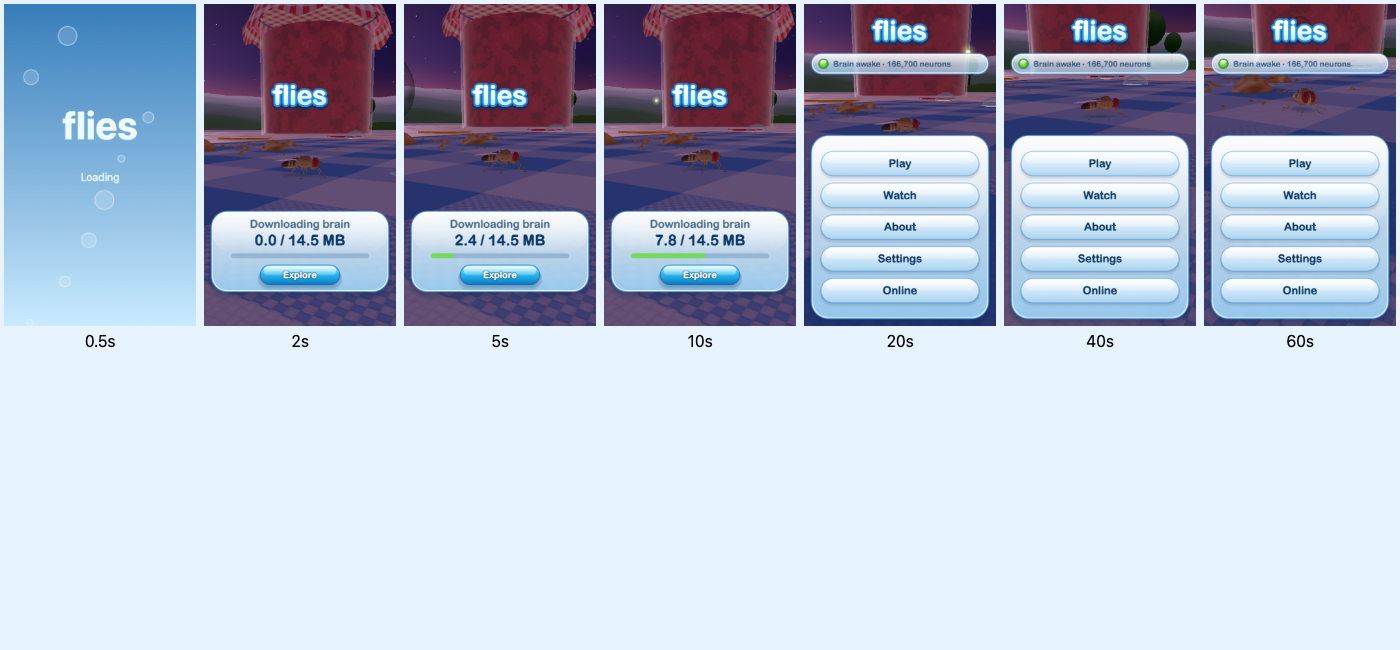 flies
Loading
0.5s
flies
Downloading brain
0.0 / 14.5 MB
Explore
2s
flies
Downloading brain
2.4 / 14.5 MB
Explore
5s
flies
Downloading brain
7.8 / 14.5 MB
Explore
10s
flies
Brain awake - 166,700 neurons
Play
Watch
About
Settings
Online
20s
flies
Brain awake - 166,700 neurons
Play
Watch
About
Settings
Online
40s
flies
Brain awake - 166,700 neurons
Play
Watch
About
Settings
Online
60s